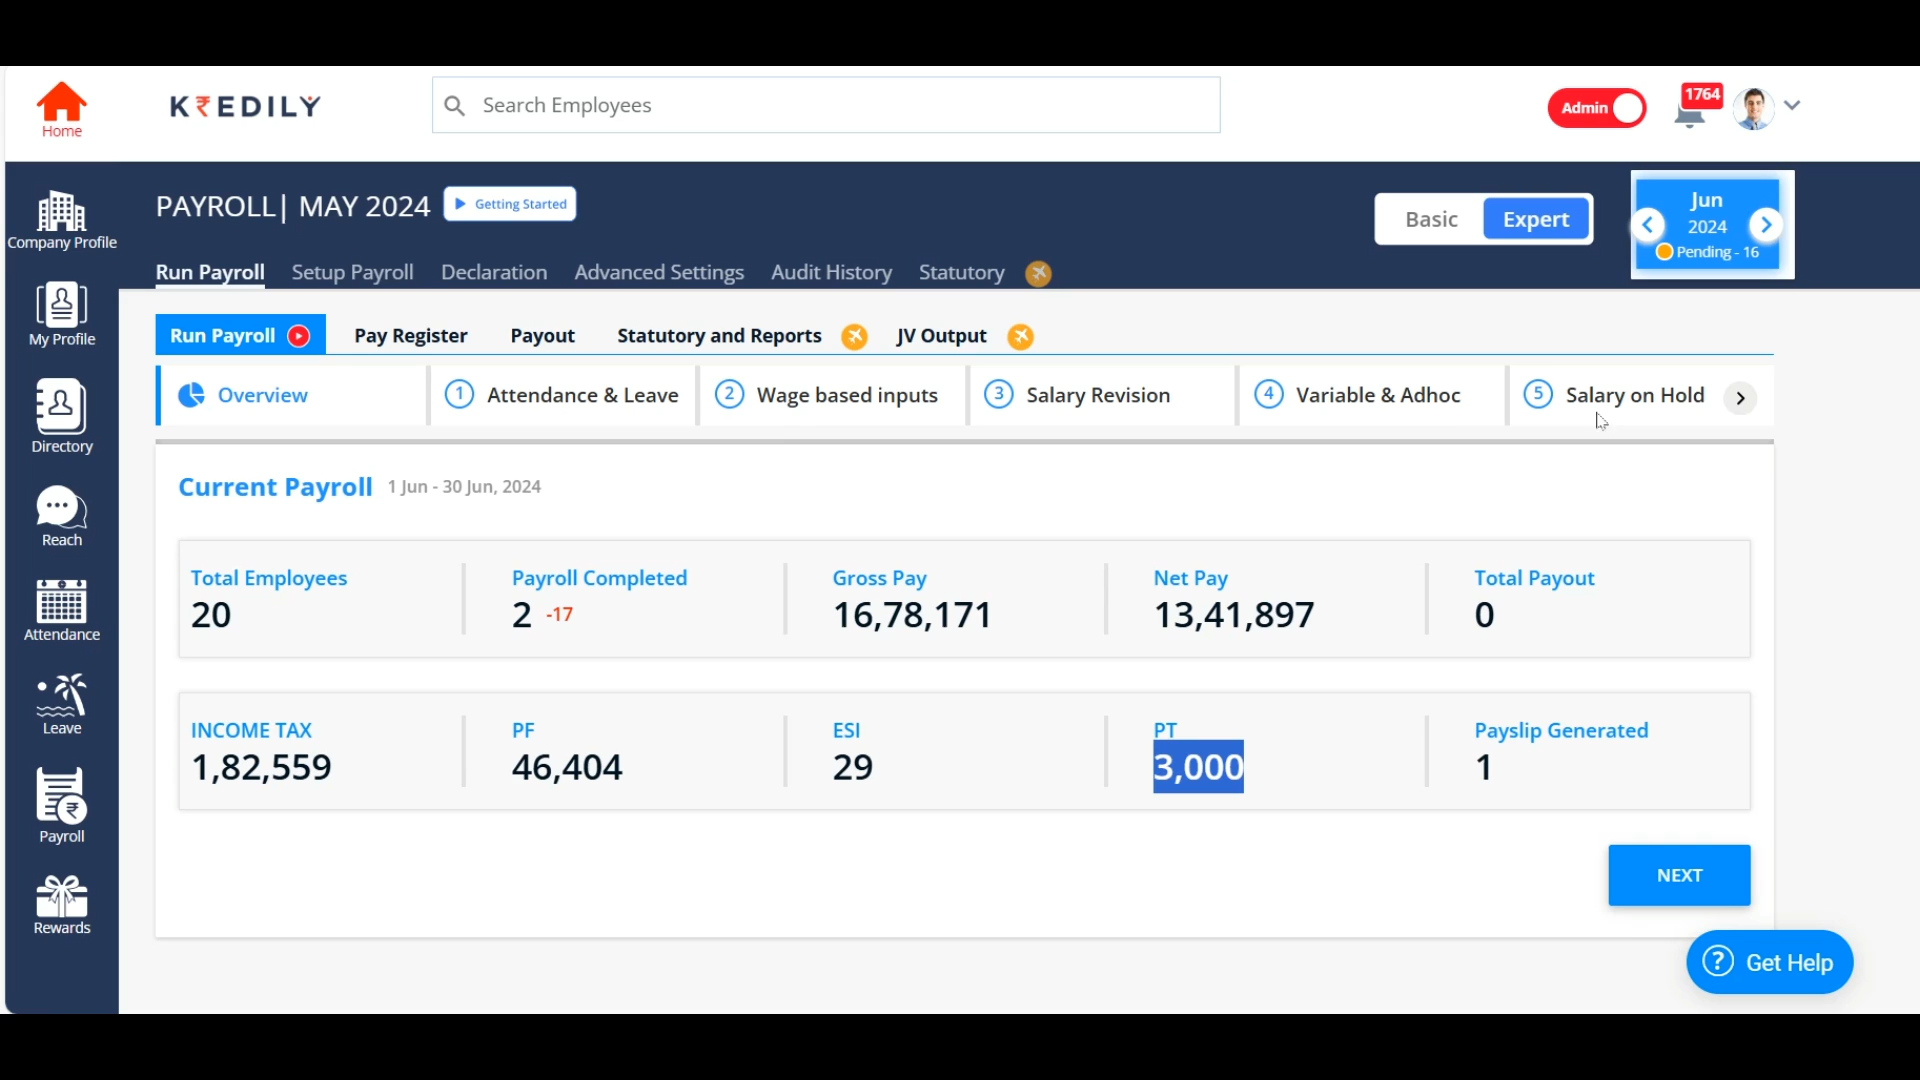 Home
K₹EDILY
Search Employees
Admin
1764
PAYROLL| MAY 2024
Getting Started
Basic
Expert
Jun
2024
Pending - 16
Run Payroll
Setup Payroll
Declaration
Advanced Settings
Audit History
Statutory
Company Profile
My Profile
Directory
Reach
Attendance
Leave
Payroll
Rewards
Run Payroll
Pay Register
Payout
Statutory and Reports
JV Output
Overview
1 Attendance & Leave
2 Wage based inputs
3 Salary Revision
4 Variable & Adhoc
5 Salary on Hold
Current Payroll 1 Jun - 30 Jun, 2024
Total Employees
20
Payroll Completed
2 -17
Gross Pay
16,78,171
Net Pay
13,41,897
Total Payout
0
INCOME TAX
1,82,559
PF
46,404
ESI
29
PT
3,000
Payslip Generated
1
NEXT
? Get Help